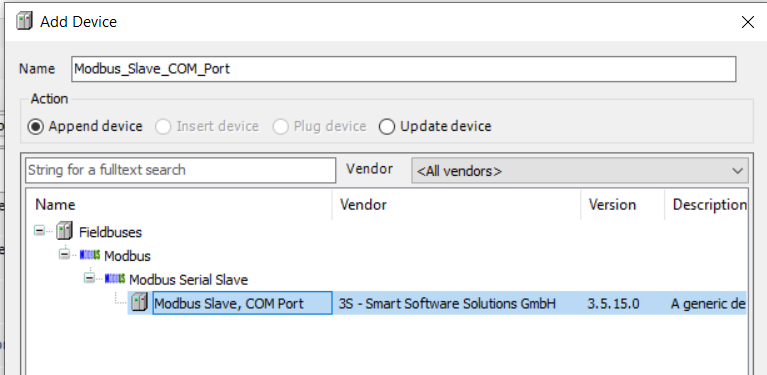 Add Device
Name Modbus_Slave_COM_Port
Action
Append device Insert device Plug device Update device
String for a fulltext search Vendor <All vendors>
Name Vendor Version Description
Fieldbuses
Modbus
Modbus Serial Slave
Modbus Slave, COM Port 3S - Smart Software Solutions GmbH 3.5.15.0 A generic de